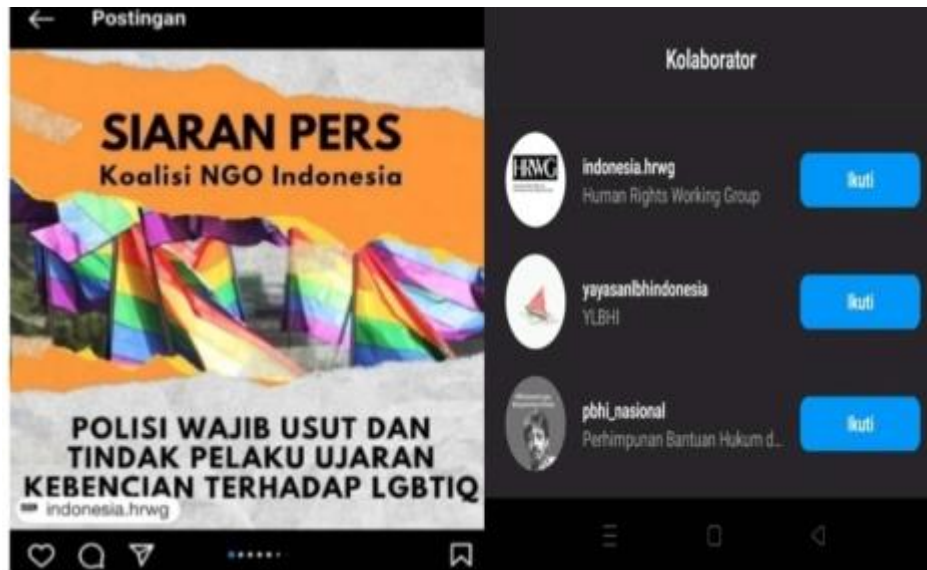 Postingan
SIARAN PERS
Koalisi NGO Indonesia
POLISI WAJIB USUT DAN
TINDAK PELAKU UJARAN
KEBENCIAN TERHADAP LGBTIQ
indonesia.hrwg
Kolaborator
HRWG
indonesia.hrwg
Human Rights Working Group
Ikuti
yayasanlbhindonesia
YLBHI
Ikuti
pbhi_nasional
Perhimpunan Bantuan Hukum d...
Ikuti